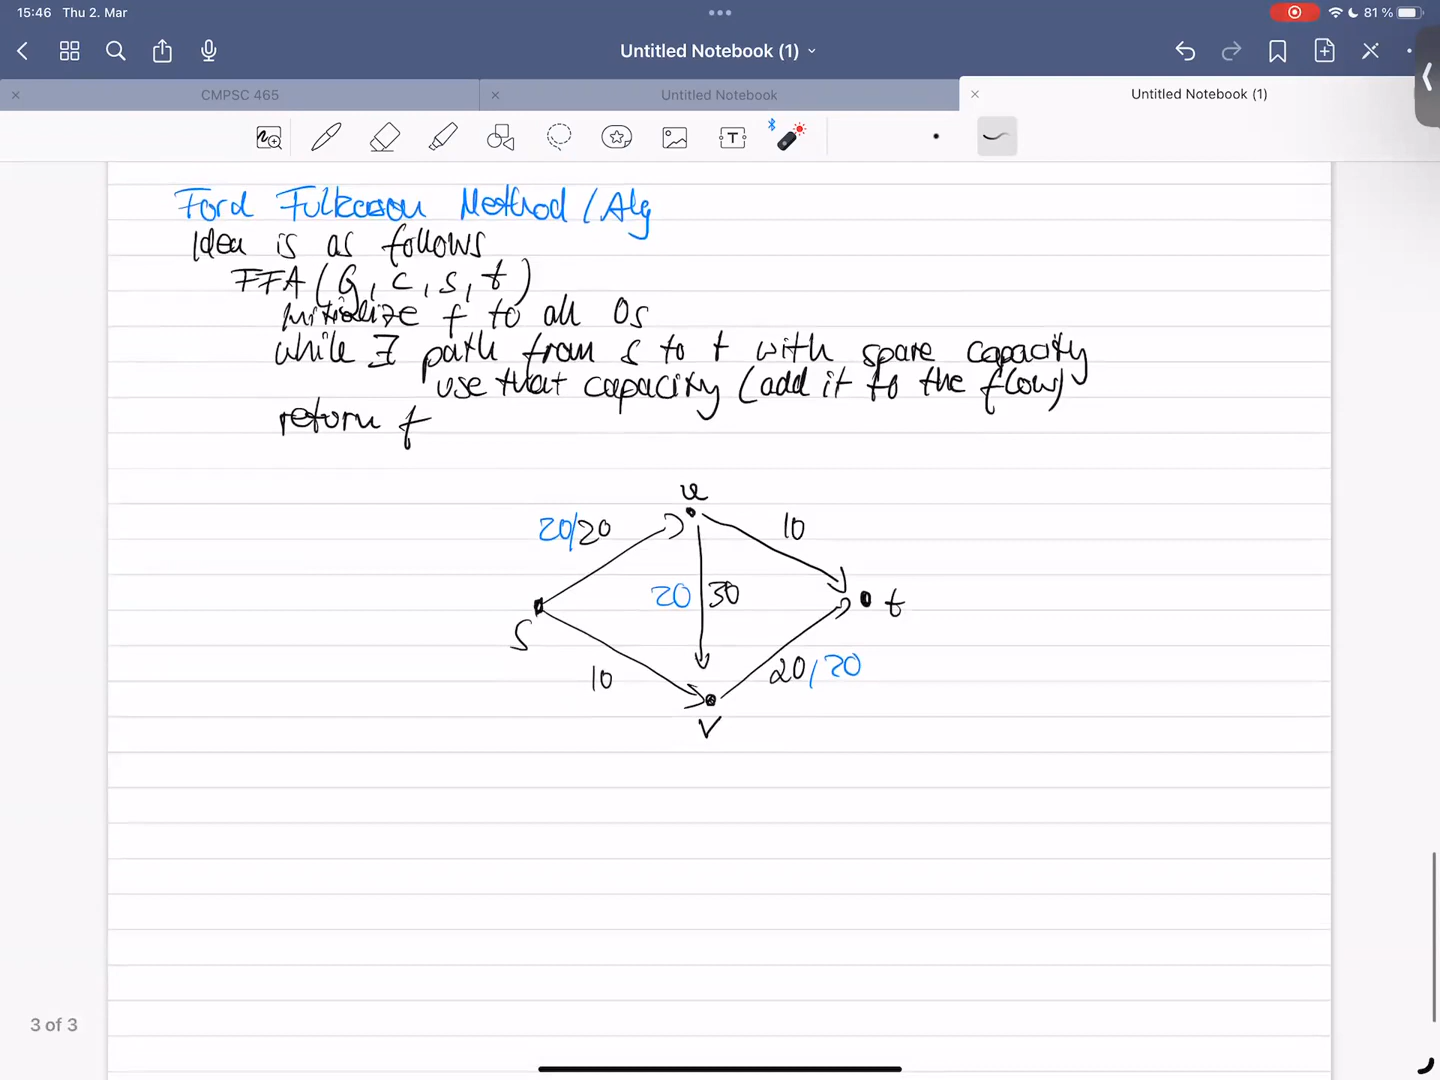 15:46 Thu 2. Mar
81 %
Untitled Notebook (1)
CMPSC 465
Untitled Notebook
Untitled Notebook (1)
Ford Fulkerson Method / Alg
Idea is as follows
FFA (G, c, s, t)
initialize f to all 0s
while ∃ path from s to t with spare capacity
use that capacity (add it to the flow)
return f
u
20/20
10
20
30
t
s
10
20/20
v
3 of 3